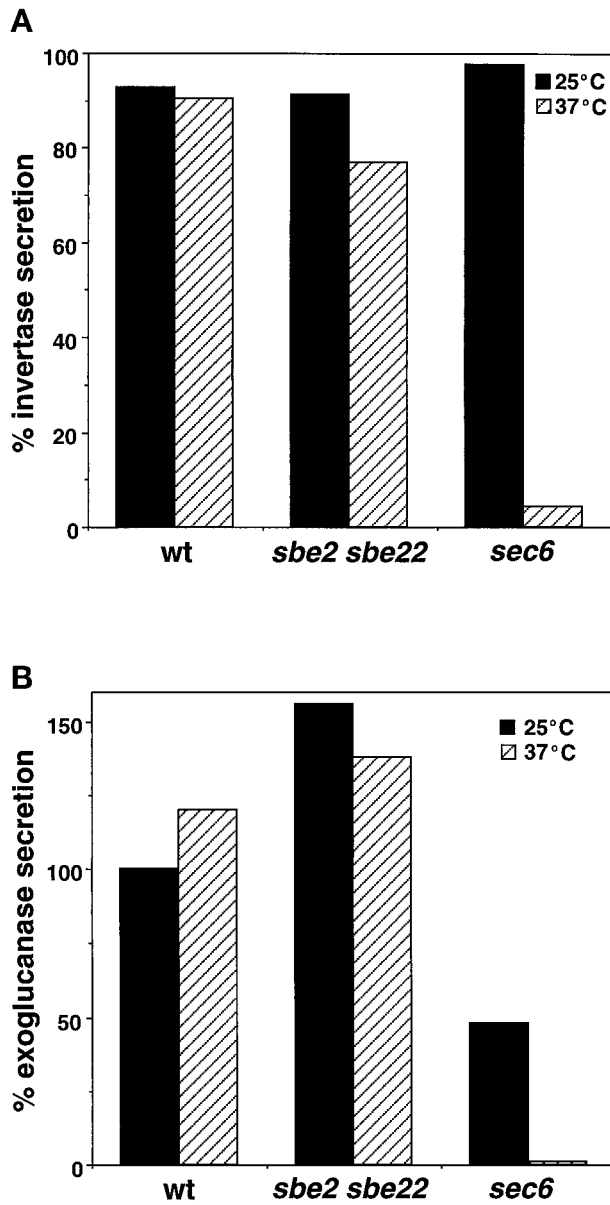 A
% invertase secretion
100
80
60
40
20
0
25°C
37°C
wt
sbe2 sbe22
sec6
B
% exoglucanase secretion
150
100
50
0
25°C
37°C
wt
sbe2 sbe22
sec6